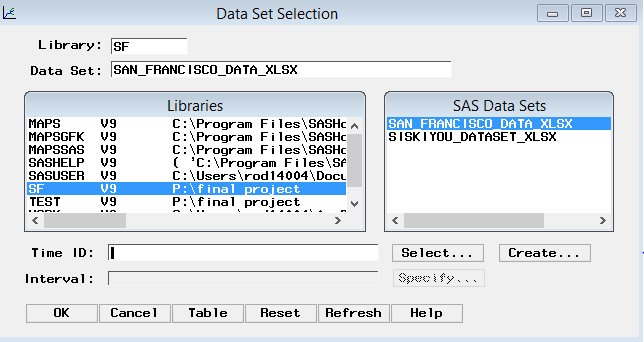 Data Set Selection
Library: SF
Data Set: SAN_FRANCISCO_DATA_XLSX
Libraries
MAPS V9 C:\Program Files\SASHo
MAPSGFK V9 C:\Program Files\SASHo
MAPSSAS V9 C:\Program Files\SASHo
SASHELP V9 ( 'C:\Program Files\SA
SASUSER V9 C:\Users\rod14004\Docu
SF V9 P:\final project
TEST V9 P:\final project
SAS Data Sets
SAN_FRANCISCO_DATA_XLSX
SISKIYOU_DATASET_XLSX
Time ID: Select... Create...
Interval: Specify...
OK Cancel Table Reset Refresh Help